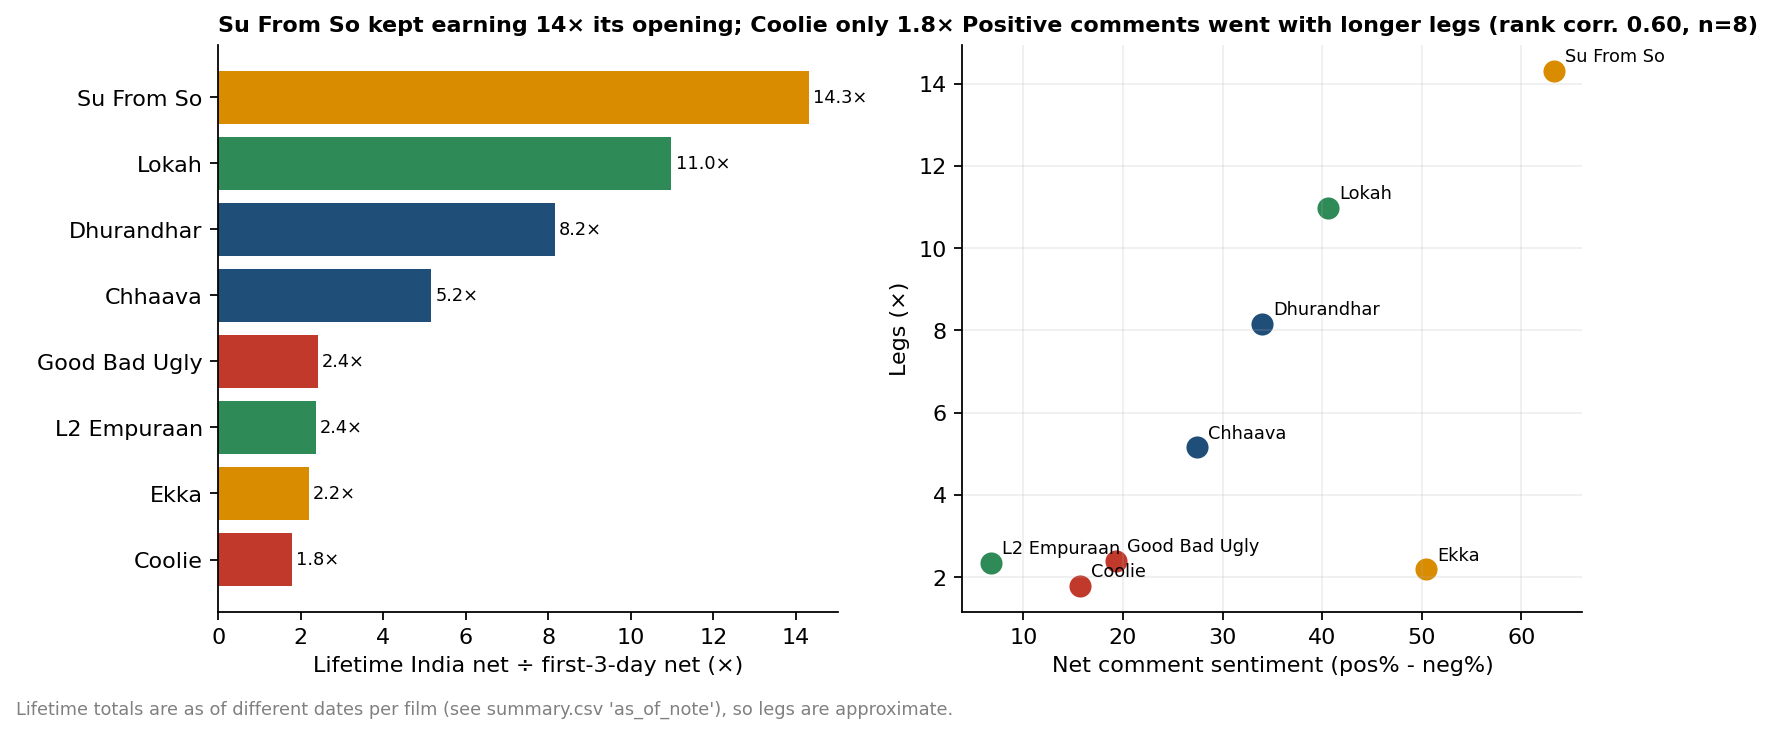 Su From So kept earning 14× its opening; Coolie only 1.8×
Su From So
14.3×
Lokah
11.0×
Dhurandhar
8.2×
Chhaava
5.2×
Good Bad Ugly
2.4×
L2 Empuraan
2.4×
Ekka
2.2×
Coolie
1.8×
0 2 4 6 8 10 12 14
Lifetime India net ÷ first-3-day net (×)
Positive comments went with longer legs (rank corr. 0.60, n=8)
Legs (×)
14
12
10
8
6
4
2
Su From So
Lokah
Dhurandhar
Chhaava
L2 Empuraan
Good Bad Ugly
Coolie
Ekka
10 20 30 40 50 60
Net comment sentiment (pos% - neg%)
Lifetime totals are as of different dates per film (see summary.csv 'as_of_note'), so legs are approximate.